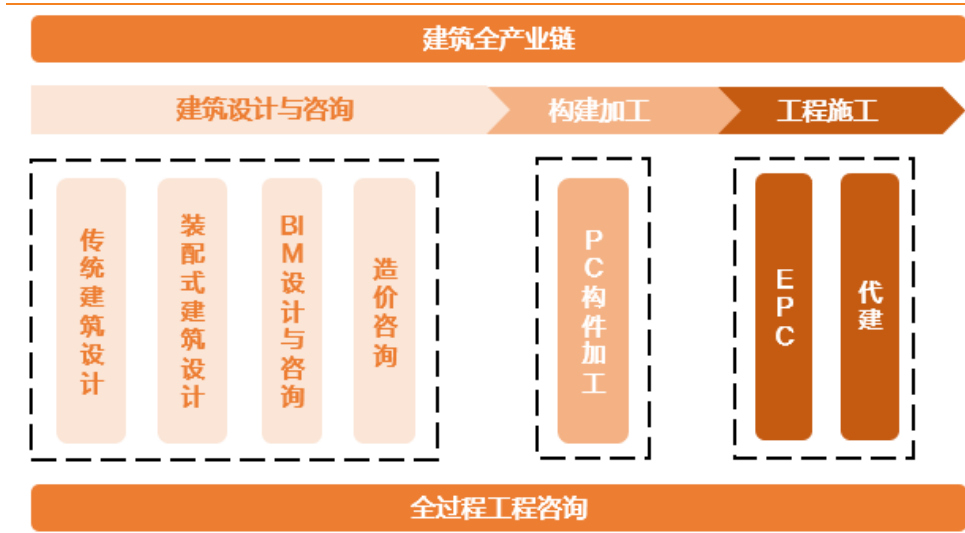 建筑全产业链
建筑设计与咨询
构建加工
工程施工
传统建筑设计
装配式建筑设计
BIM设计与咨询
造价咨询
PC构件加工
EPC
代建
全过程工程咨询